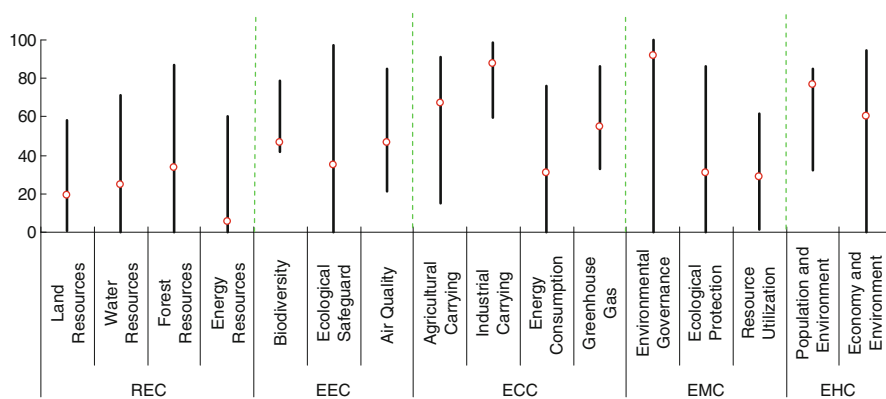 100
80
60
40
20
0
Land
Resources
Water
Resources
Forest
Resources
Energy
Resources
Biodiversity
Ecological
Safeguard
Air Quality
Agricultural
Carrying
Industrial
Carrying
Energy
Consumption
Greenhouse
Gas
Environmental
Governance
Ecological
Protection
Resource
Utilization
Population and
Environment
Economy and
Environment
REC
EEC
ECC
EMC
EHC